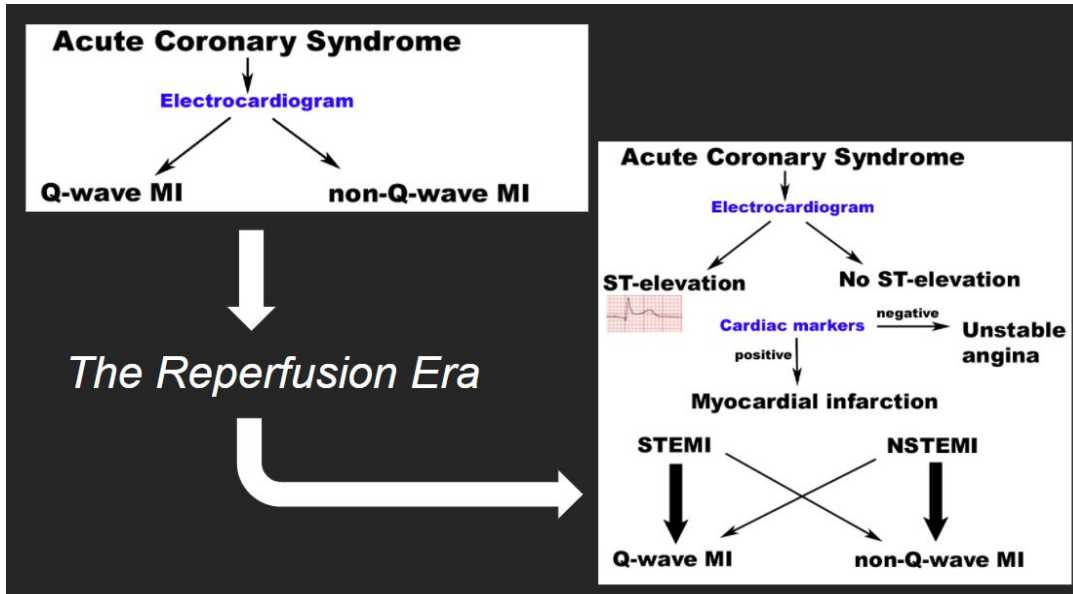 Acute Coronary Syndrome
Electrocardiogram
Q-wave MI
non-Q-wave MI
The Reperfusion Era
Acute Coronary Syndrome
Electrocardiogram
ST-elevation
No ST-elevation
Cardiac markers
negative
Unstable
angina
positive
Myocardial infarction
STEMI
NSTEMI
Q-wave MI
non-Q-wave MI